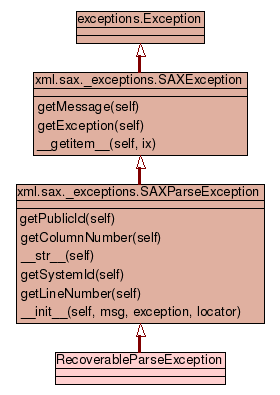 exceptions.Exception
xml.sax._exceptions.SAXException
getMessage(self)
getException(self)
__getitem__(self, ix)
xml.sax._exceptions.SAXParseException
getPublicId(self)
getColumnNumber(self)
__str__(self)
getSystemId(self)
getLineNumber(self)
__init__(self, msg, exception, locator)
RecoverableParseException